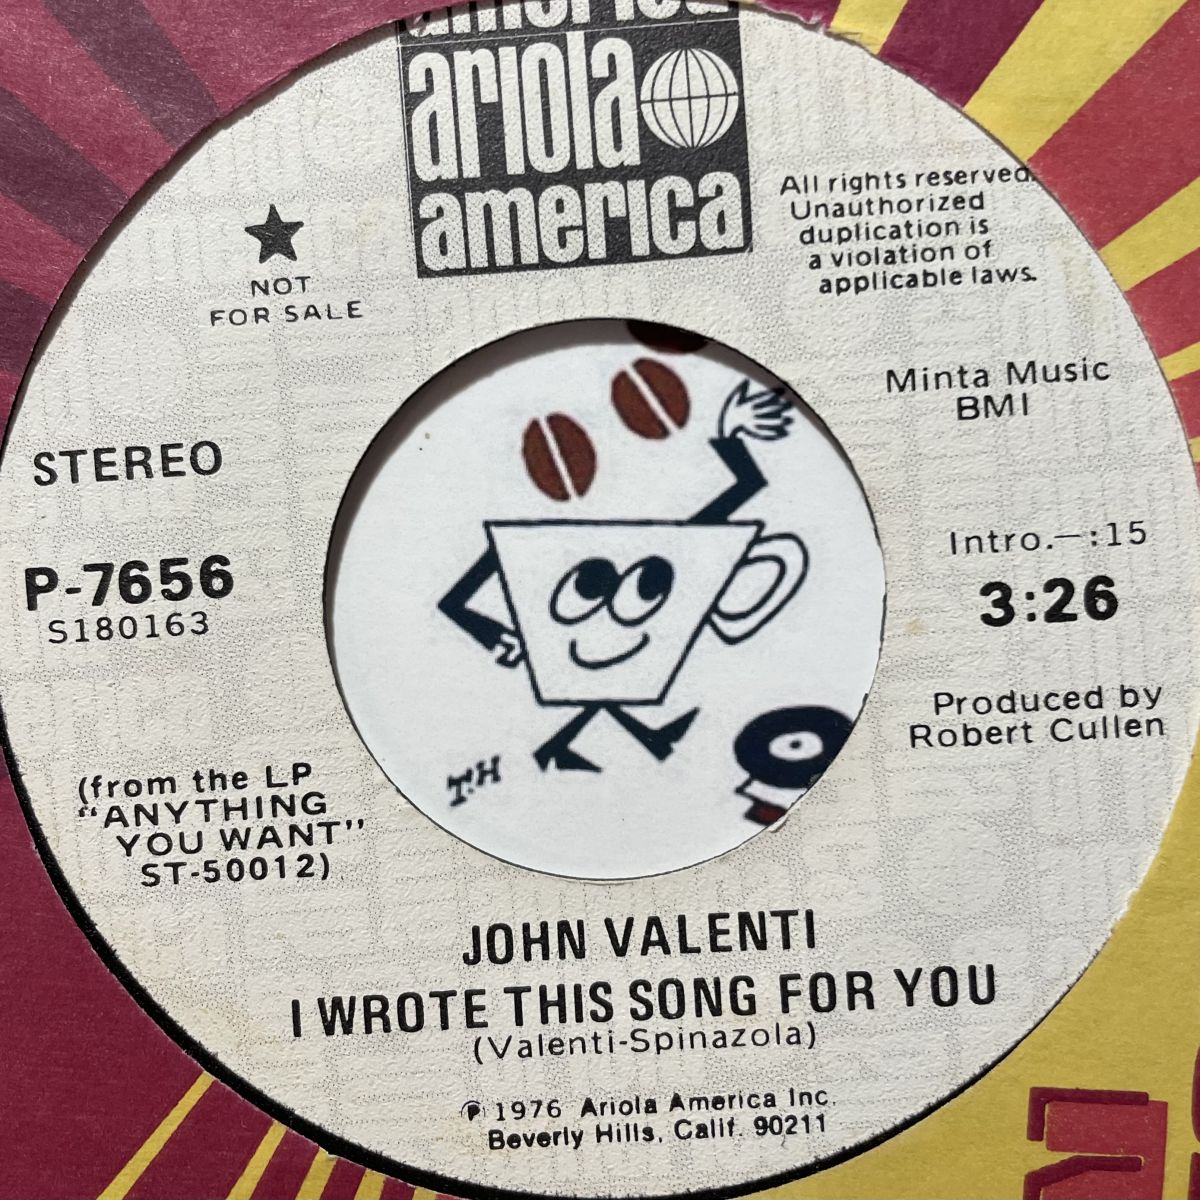 america
ariola
america
★
NOT
FOR SALE
All rights reserved.
Unauthorized
duplication is
a violation of
applicable laws.
Minta Music
BMI
STEREO
P-7656
S180163
Intro.—:15
3:26
Produced by
Robert Cullen
(from the LP
“ANYTHING
YOU WANT”
ST-50012)
T.H
JOHN VALENTI
I WROTE THIS SONG FOR YOU
(Valenti-Spinazola)
℗ 1976 Ariola America Inc.
Beverly Hills, Calif. 90211